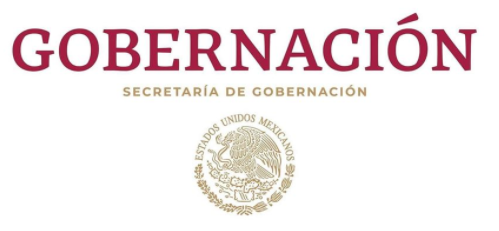 GOBERNACIÓN
SECRETARÍA DE GOBERNACIÓN
ESTADOS UNIDOS MEXICANOS